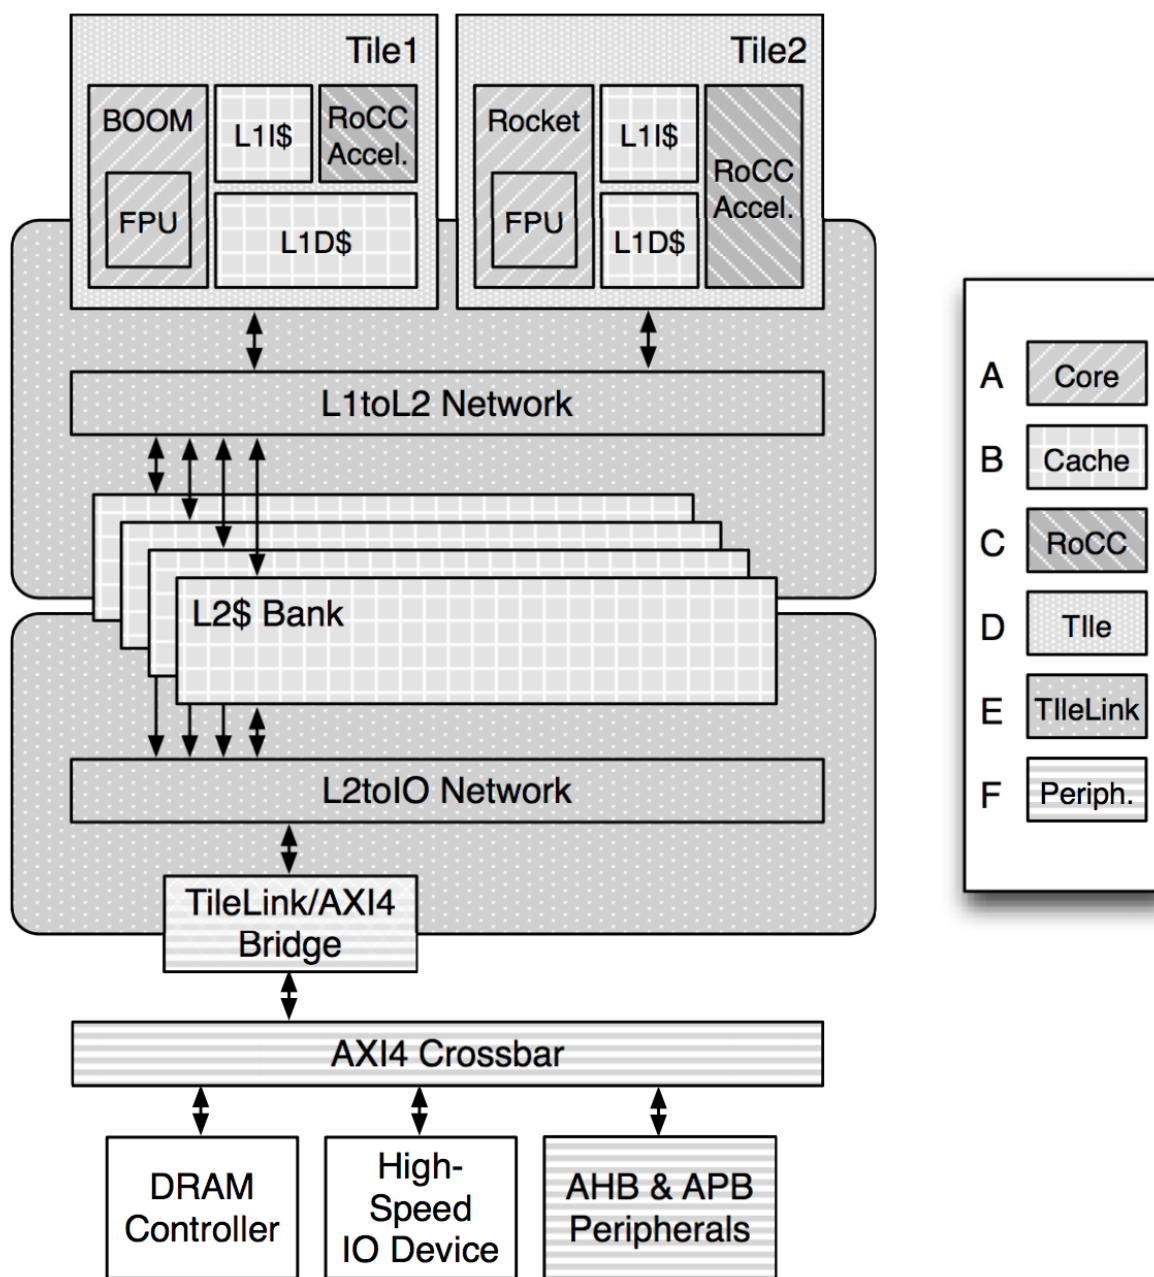 Tile1
BOOM
FPU
L1I$
RoCC
Accel.
L1D$
Tile2
Rocket
FPU
L1I$
L1D$
RoCC
Accel.
L1toL2 Network
L2$ Bank
L2toIO Network
TileLink/AXI4
Bridge
AXI4 Crossbar
DRAM
Controller
High-
Speed
IO Device
AHB & APB
Peripherals
A Core
B Cache
C RoCC
D TIle
E TIleLink
F Periph.